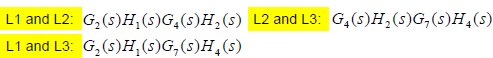 L1 and L2: G₂(s)H₁(s)G₄(s)H₂(s) L2 and L3: G₄(s)H₂(s)G₇(s)H₄(s)
L1 and L3: G₂(s)H₁(s)G₇(s)H₄(s)